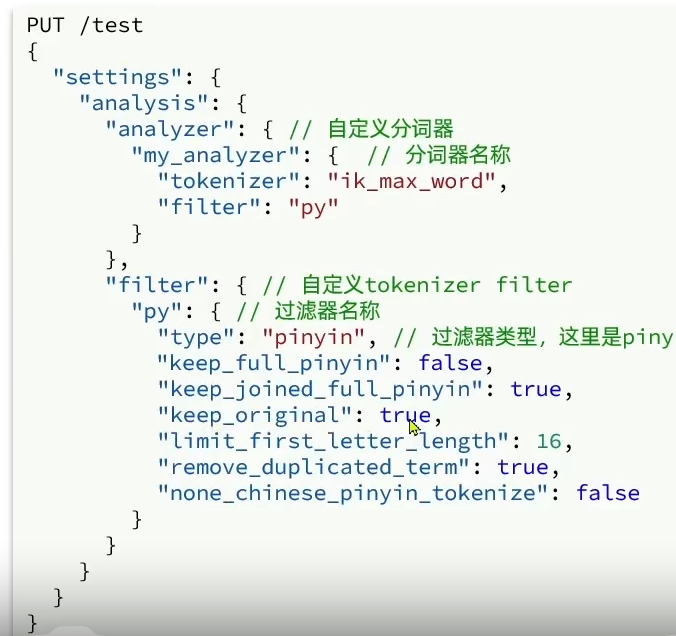 PUT /test
{
  "settings": {
    "analysis": {
      "analyzer": { // 自定义分词器
        "my_analyzer": {  // 分词器名称
          "tokenizer": "ik_max_word",
          "filter": "py"
        }
      },
      "filter": { // 自定义tokenizer filter
        "py": { // 过滤器名称
          "type": "pinyin", // 过滤器类型，这里是piny
          "keep_full_pinyin": false,
          "keep_joined_full_pinyin": true,
          "keep_original": true,
          "limit_first_letter_length": 16,
          "remove_duplicated_term": true,
          "none_chinese_pinyin_tokenize": false
        }
      }
    }
  }
}